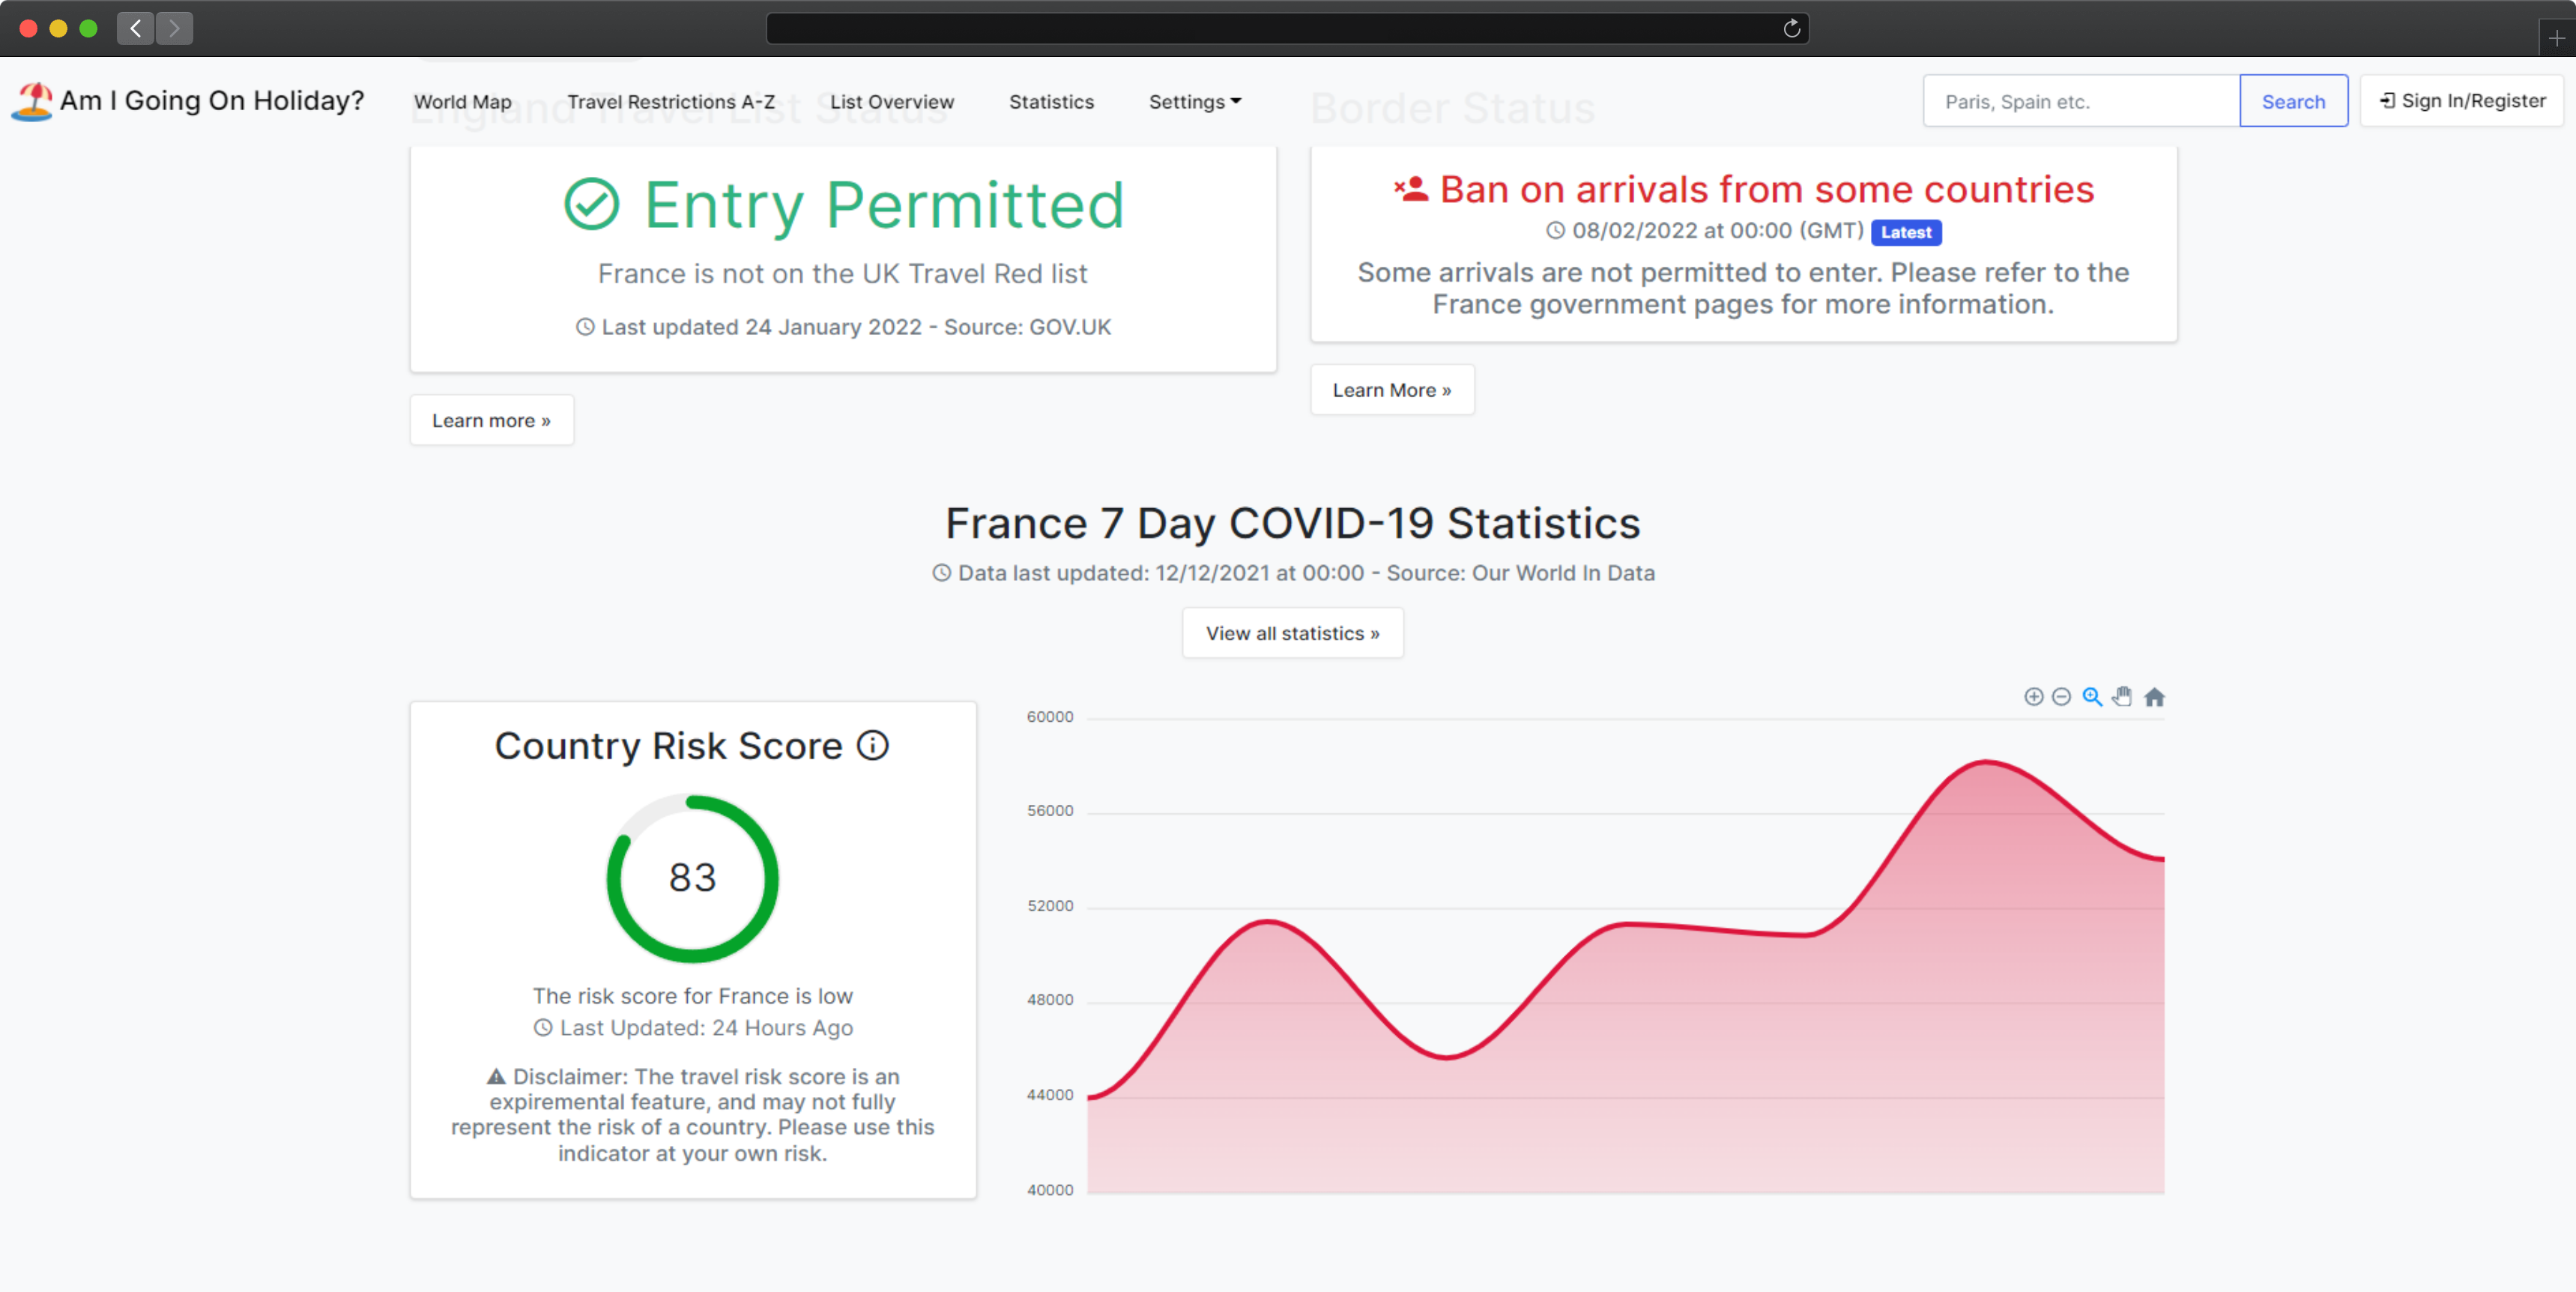 Am I Going On Holiday?
World Map
Travel Restrictions A-Z
List Overview
Statistics
Settings
Paris, Spain etc.
Search
Sign In/Register
England Travel List Status
Border Status
Entry Permitted
France is not on the UK Travel Red list
Last updated 24 January 2022 - Source: GOV.UK
Learn more »
Ban on arrivals from some countries
08/02/2022 at 00:00 (GMT) Latest
Some arrivals are not permitted to enter. Please refer to the
France government pages for more information.
Learn More »
France 7 Day COVID-19 Statistics
Data last updated: 12/12/2021 at 00:00 - Source: Our World In Data
View all statistics »
Country Risk Score
83
The risk score for France is low
Last Updated: 24 Hours Ago
Disclaimer: The travel risk score is an
expiremental feature, and may not fully
represent the risk of a country. Please use this
indicator at your own risk.
60000
56000
52000
48000
44000
40000